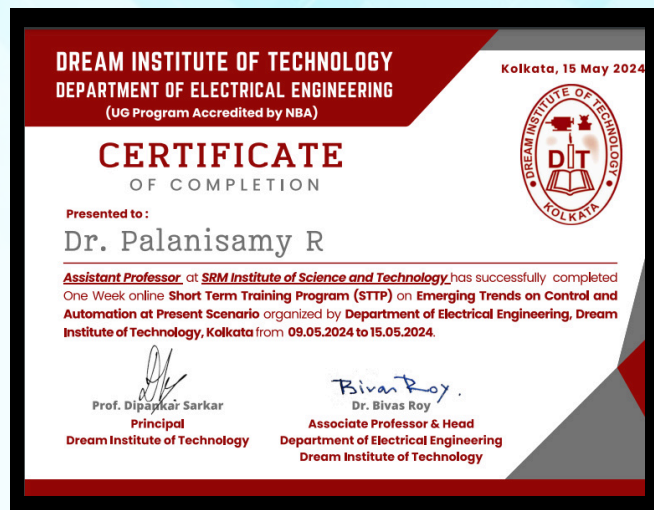 DREAM INSTITUTE OF TECHNOLOGY
DEPARTMENT OF ELECTRICAL ENGINEERING
(UG Program Accredited by NBA)
Kolkata, 15 May 2024
DREAM INSTITUTE OF TECHNOLOGY
DIT
KOLKATA
CERTIFICATE
OF COMPLETION
Presented to :
Dr. Palanisamy R
Assistant Professor at SRM Institute of Science and Technology has successfully completed
One Week online Short Term Training Program (STTP) on Emerging Trends on Control and
Automation at Present Scenario organized by Department of Electrical Engineering, Dream
Institute of Technology, Kolkata from 09.05.2024 to 15.05.2024.
Bivas Roy.
Prof. Dipankar Sarkar
Principal
Dream Institute of Technology
Dr. Bivas Roy
Associate Professor & Head
Department of Electrical Engineering
Dream Institute of Technology